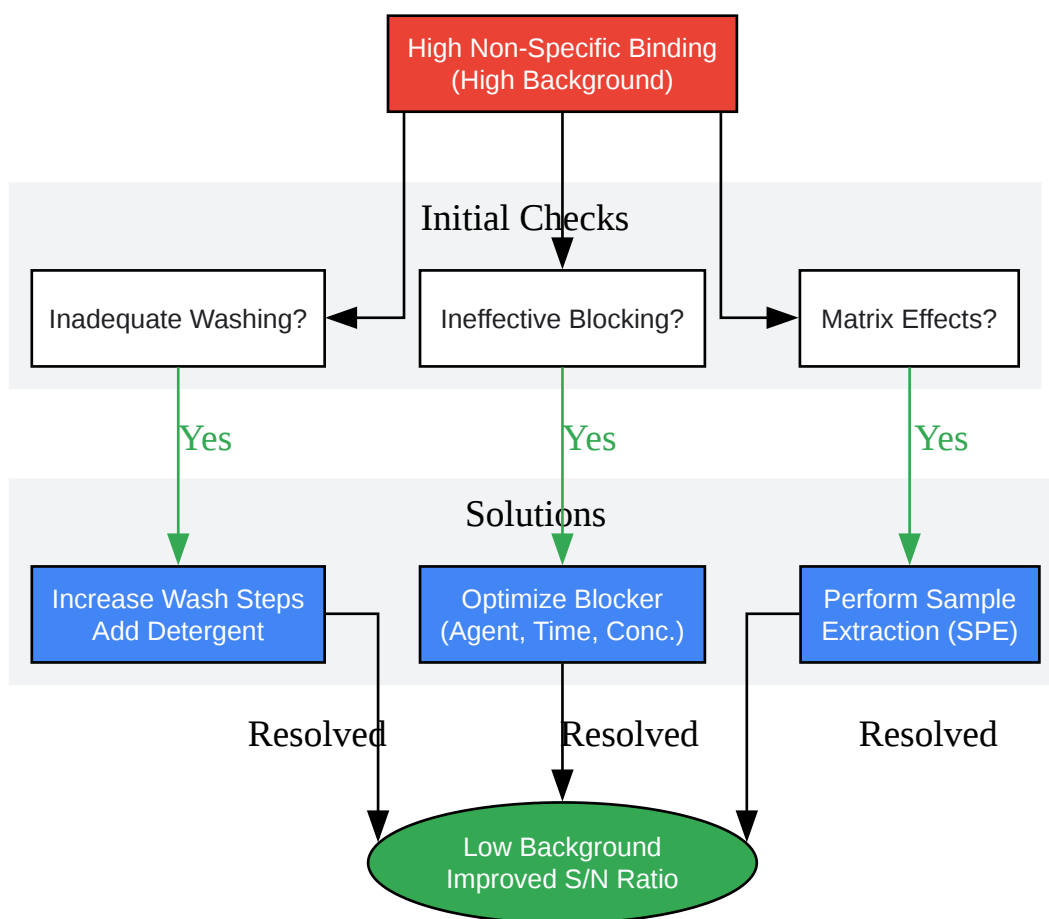 High Non-Specific Binding
(High Background)
Initial Checks
Inadequate Washing?
Ineffective Blocking?
Matrix Effects?
Yes
Yes
Yes
Solutions
Increase Wash Steps
Add Detergent
Optimize Blocker
(Agent, Time, Conc.)
Perform Sample
Extraction (SPE)
Resolved
Resolved
Resolved
Low Background
Improved S/N Ratio